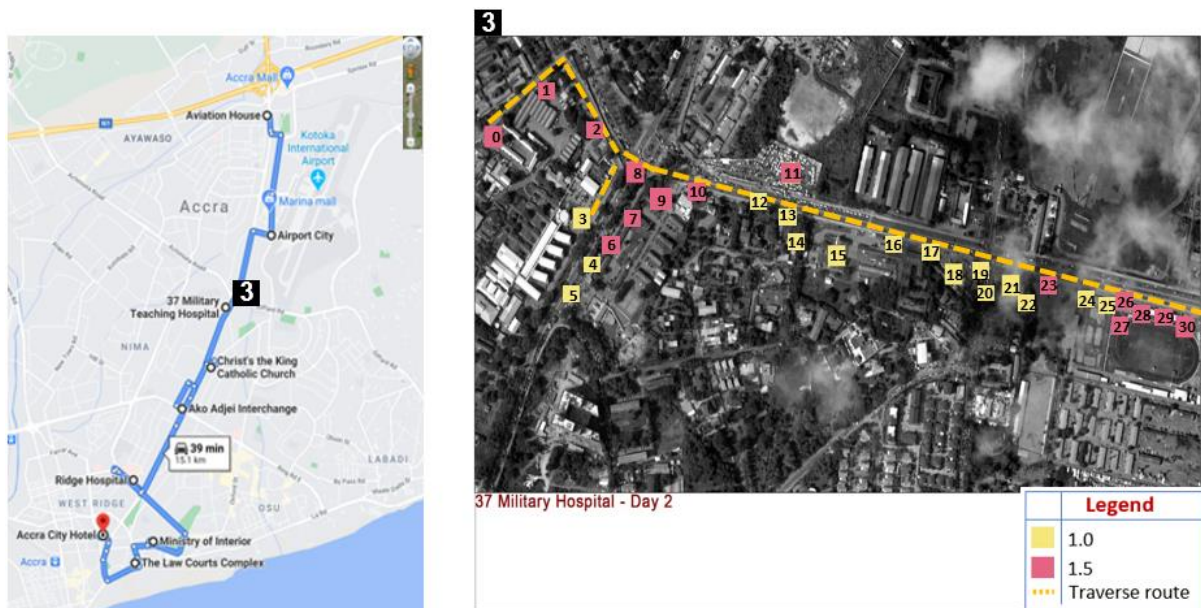 Accra Mall
Aviation House
N1
AYAWASO
Kotoka
International
Airport
Accra
Marina mall
Airport City
3
37 Military
Teaching Hospital
NIMA
Christ's the King
Catholic Church
Ako Adjei Interchange
39 min
15.1 km
LABADI
Ridge Hospital
WEST RIDGE
OSU
Accra City Hotel
Ministry of Interior
Accra
The Law Courts Complex
3
1
0
2
8
11
9
10
12
3
7
13
6
14
4
15
16
17
5
18
19
20
21
22
23
24
25
26
27
28
29
30
37 Military Hospital - Day 2
Legend
1.0
1.5
Traverse route